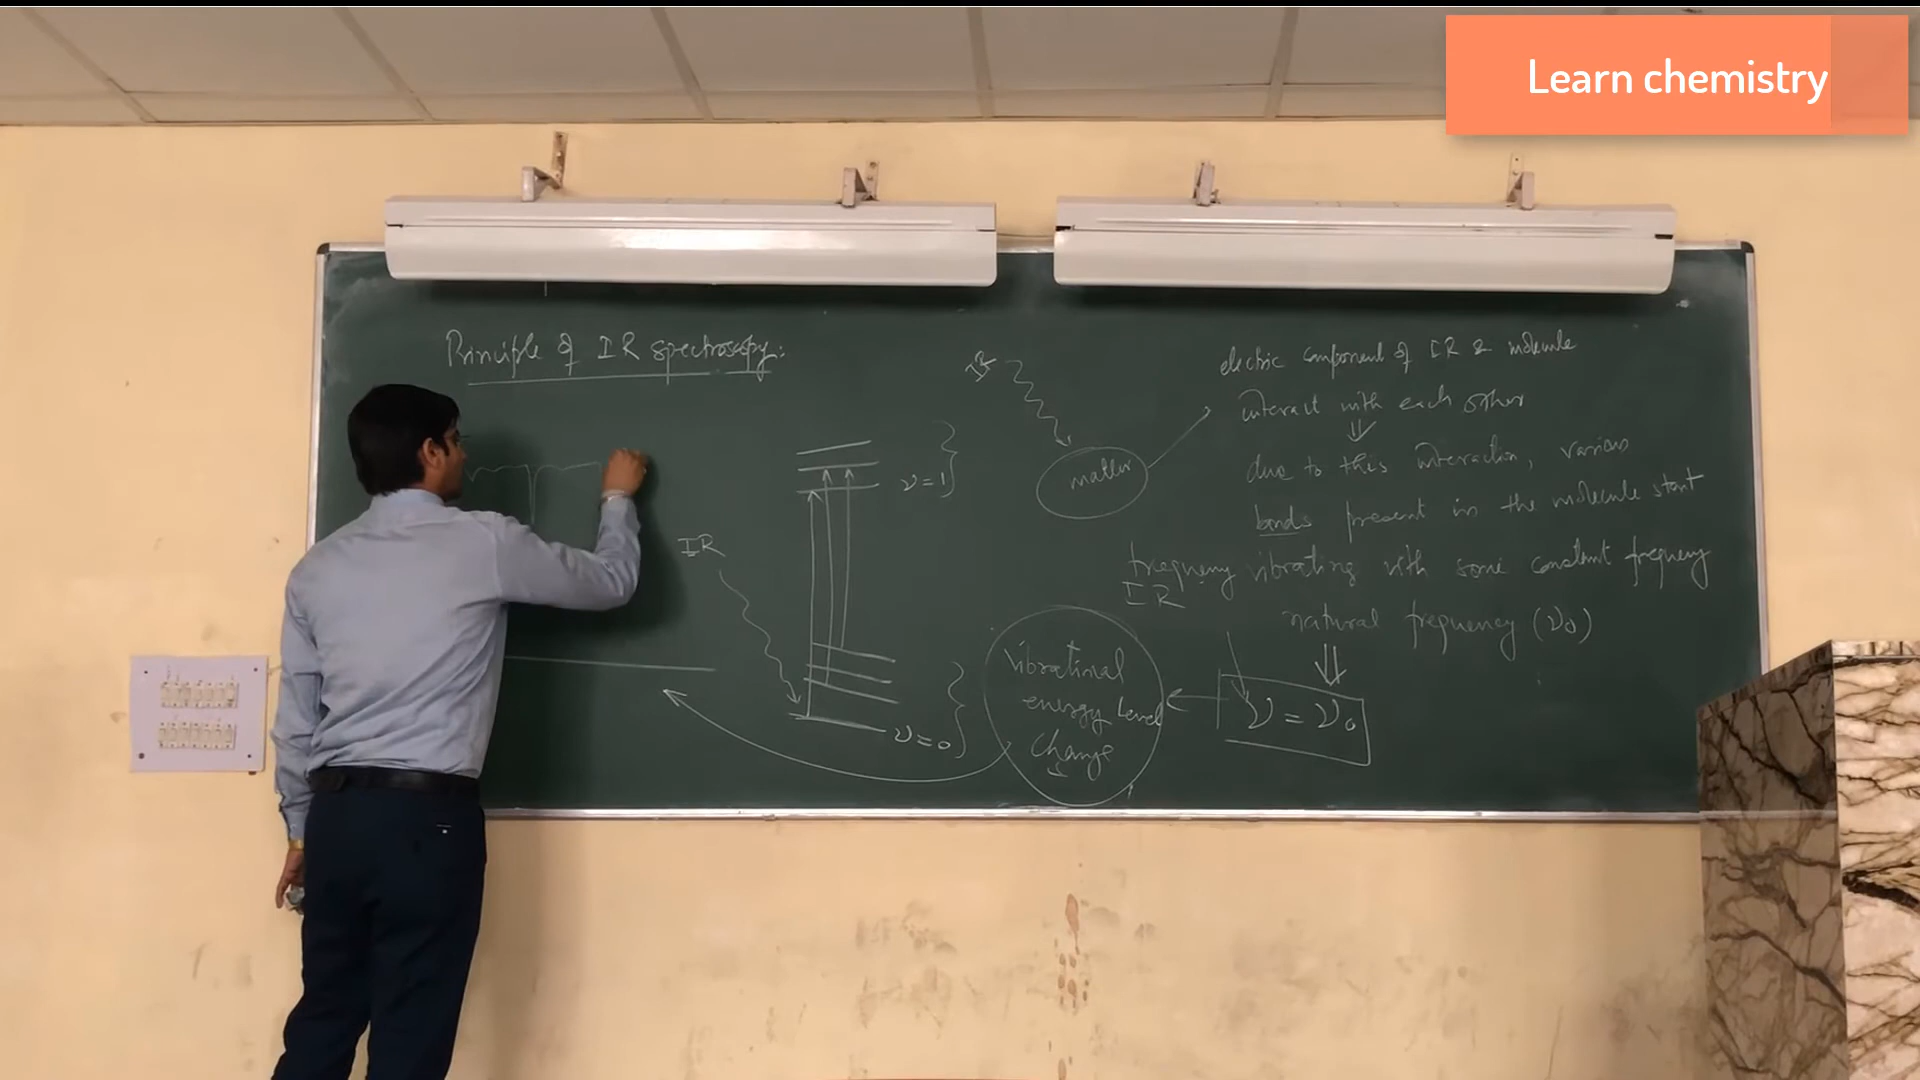 Learn chemistry
Principle of IR spectroscopy:
IR
matter
electric component of IR & molecule
interact with each other
⇓
due to this interaction, various
bonds present in the molecule start
vibrating with some constant frequency
natural frequency (ν₀)
⇓
frequency
IR
ν = ν₀
Vibrational
energy Level
Change
ν = 1
IR
ν = 0